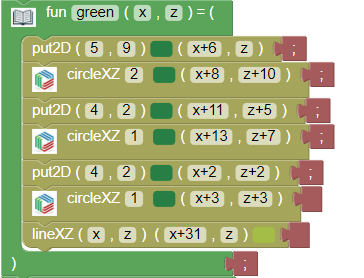 fun green ( x , z ) = (
put2D ( 5 , 9 ) ( x+6 , z ) ;
circleXZ 2 ( x+8 , z+10 ) ;
put2D ( 4 , 2 ) ( x+11 , z+5 ) ;
circleXZ 1 ( x+13 , z+7 ) ;
put2D ( 4 , 2 ) ( x+2 , z+2 ) ;
circleXZ 1 ( x+3 , z+3 ) ;
lineXZ ( x , z ) ( x+31 , z )
) ;